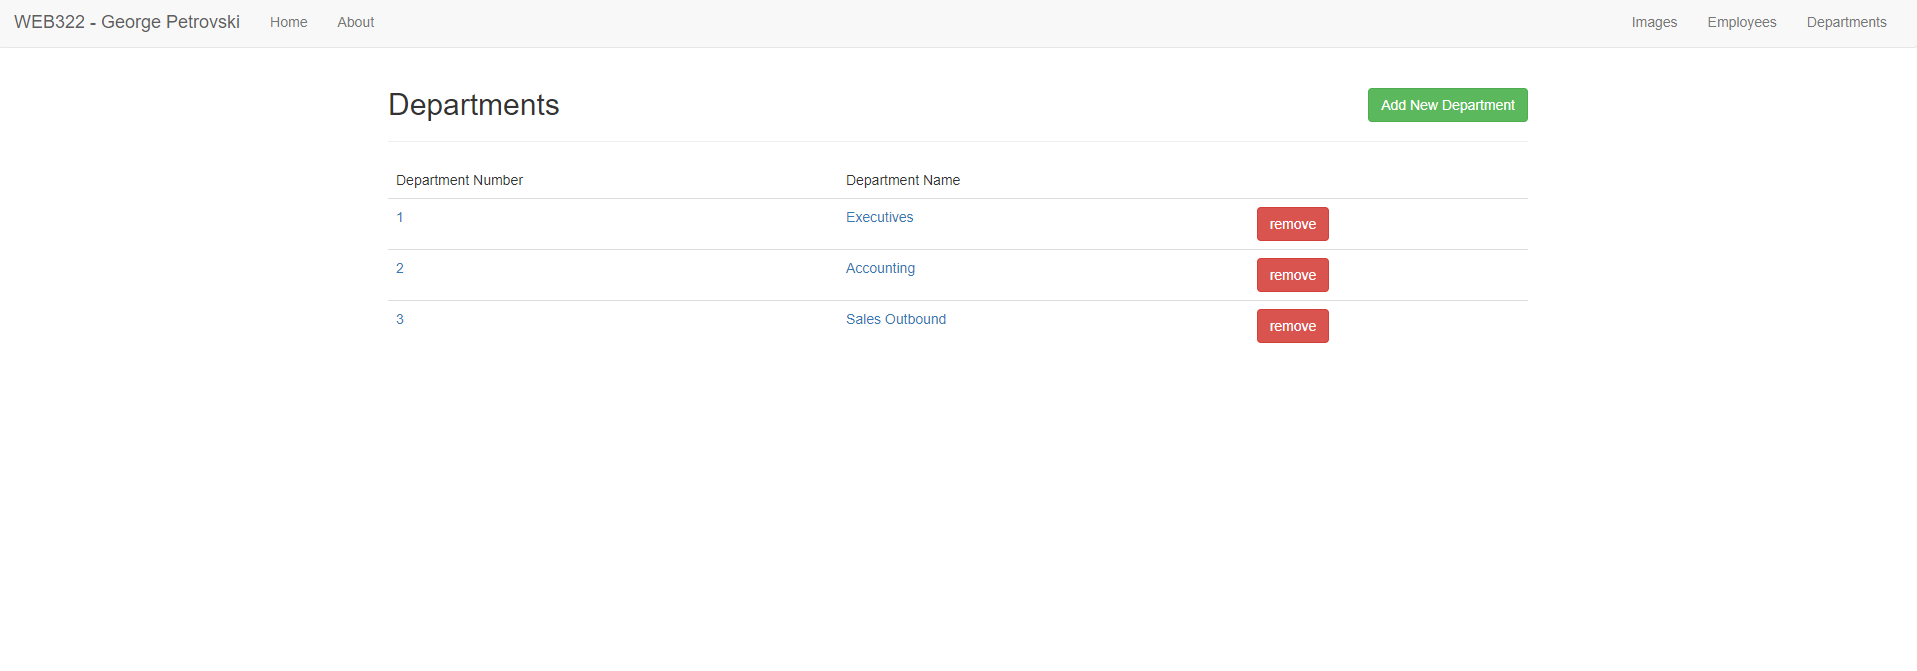 WEB322 - George Petrovski Home About Images Employees Departments
Departments Add New Department
Department Number Department Name
1 Executives remove
2 Accounting remove
3 Sales Outbound remove